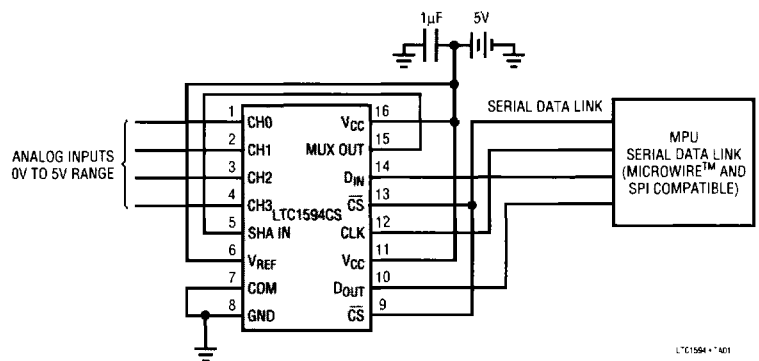 1μF 5V
SERIAL DATA LINK
ANALOG INPUTS
0V TO 5V RANGE
1 CH0 VCC 16
2 CH1 MUX OUT 15
3 CH2 DIN 14
4 CH3 CS 13
LTC1594CS
5 SHA IN CLK 12
6 VREF VCC 11
7 COM DOUT 10
8 GND CS 9
MPU
SERIAL DATA LINK
(MICROWIRE™ AND
SPI COMPATIBLE)
LTC1594 • TA01